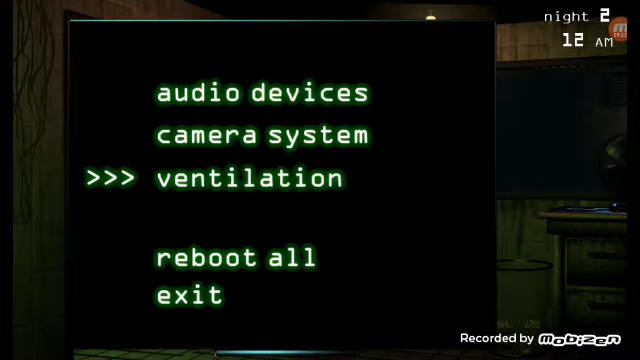 night 2
12 AM
audio devices
camera system
>>> ventilation
reboot all
exit
Recorded by mobizen